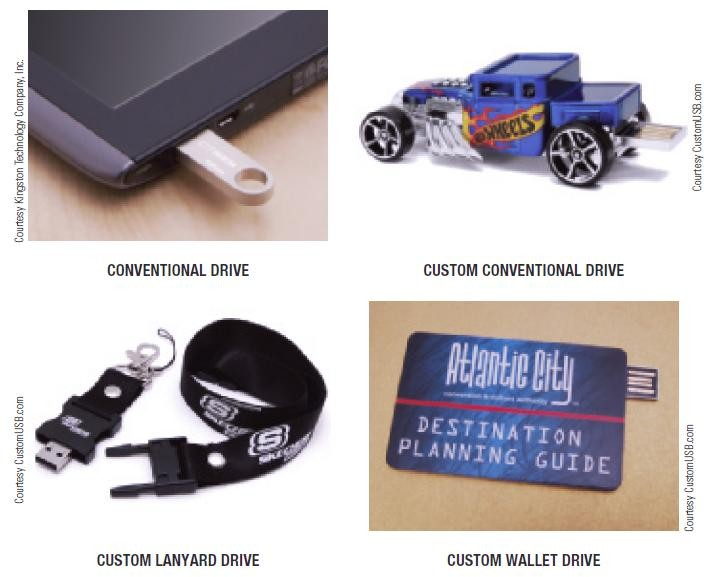 Courtesy Kingston Technology Company, Inc.
CONVENTIONAL DRIVE
WHEELS
Courtesy CustomUSB.com
CUSTOM CONVENTIONAL DRIVE
Courtesy CustomUSB.com
S
SKECHERS
CUSTOM LANYARD DRIVE
Atlantic City
DESTINATION
PLANNING GUIDE
Courtesy CustomUSB.com
CUSTOM WALLET DRIVE